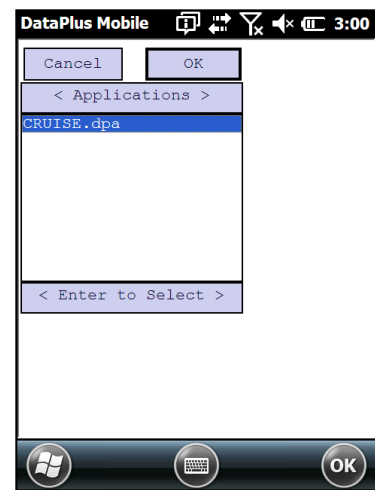 DataPlus Mobile 3:00
Cancel OK
< Applications >
CRUISE.dpa
< Enter to Select >
OK